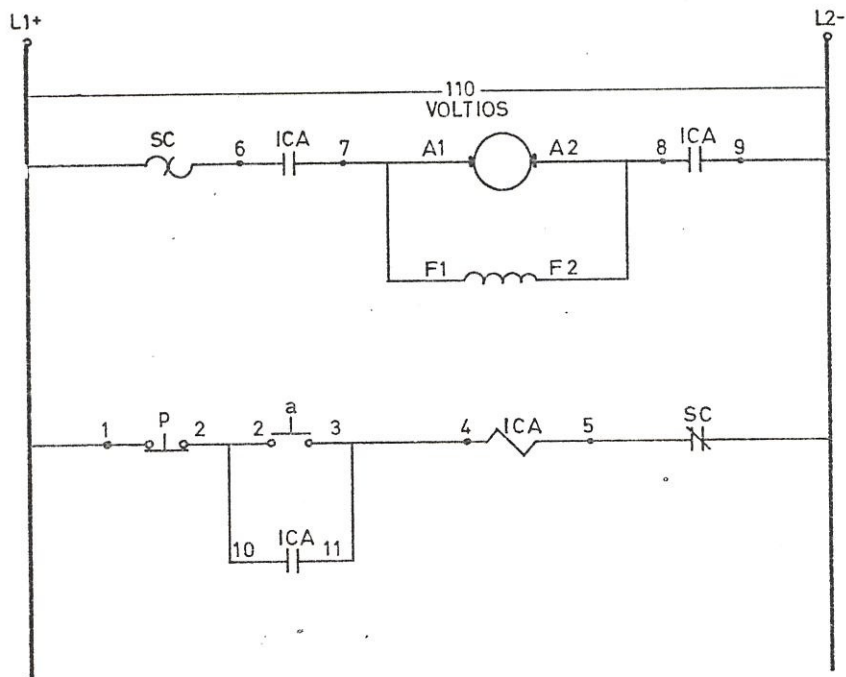 L1+ L2-
110
VOLTIOS
SC 6 ICA 7 A1 A2 8 ICA 9
F1 F2
1 P 2 2 a 3 4 ICA 5 SC
10 ICA 11